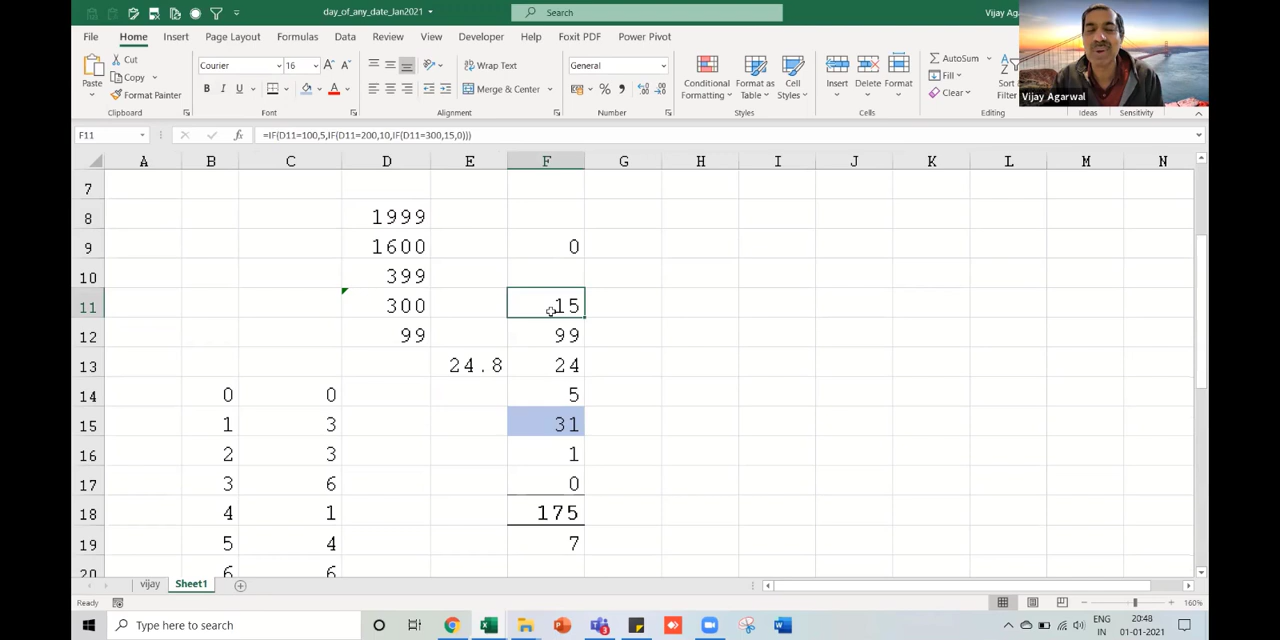 day_of_any_date_Jan2021
Search
Vijay Aga
File Home Insert Page Layout Formulas Data Review View Developer Help Foxit PDF Power Pivot
Cut
Copy
Format Painter
Paste
Clipboard
Courier 16
B I U
Font
Wrap Text
Merge & Center
Alignment
General
Number
Conditional Formatting
Format as Table
Cell Styles
Styles
Insert Delete Format
Cells
AutoSum
Fill
Clear
Sort
Editing
Ideas
Sensitivity
Vijay Agarwal
F11 fx =IF(D11=100,5,IF(D11=200,10,IF(D11=300,15,0)))
A B C D E F G H I J K L M N
7
8 1999
9 1600 0
10 399
11 300 15
12 99 99
13 24.8 24
14 0 0 5
15 1 3 31
16 2 3 1
17 3 6 0
18 4 1 175
19 5 4 7
20 6 6
vijay Sheet1
Ready 160%
Type here to search
ENG
IN
20:48
01-01-2021